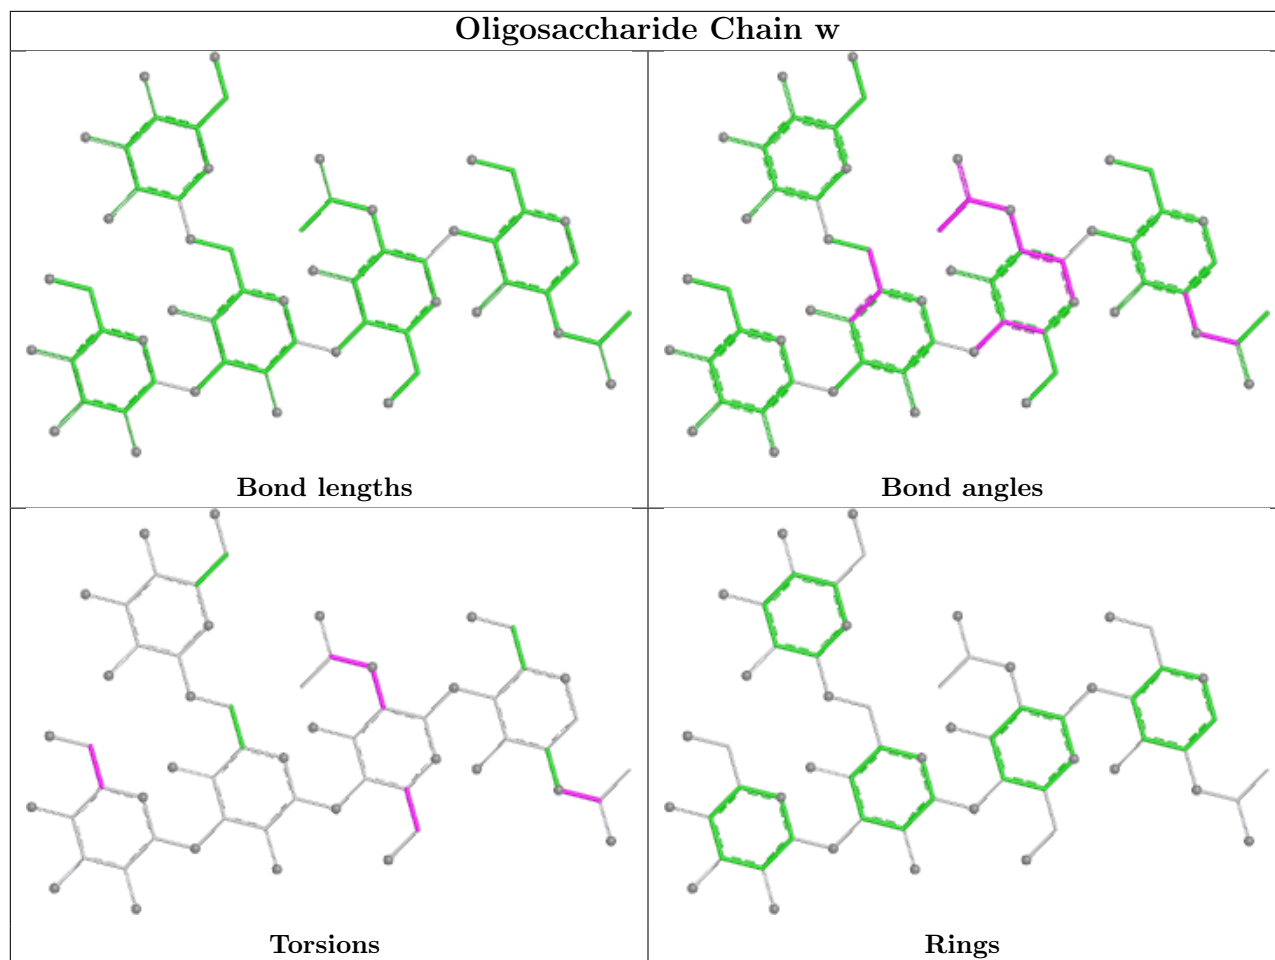 Oligosaccharide Chain w
Bond lengths
Bond angles
Torsions
Rings